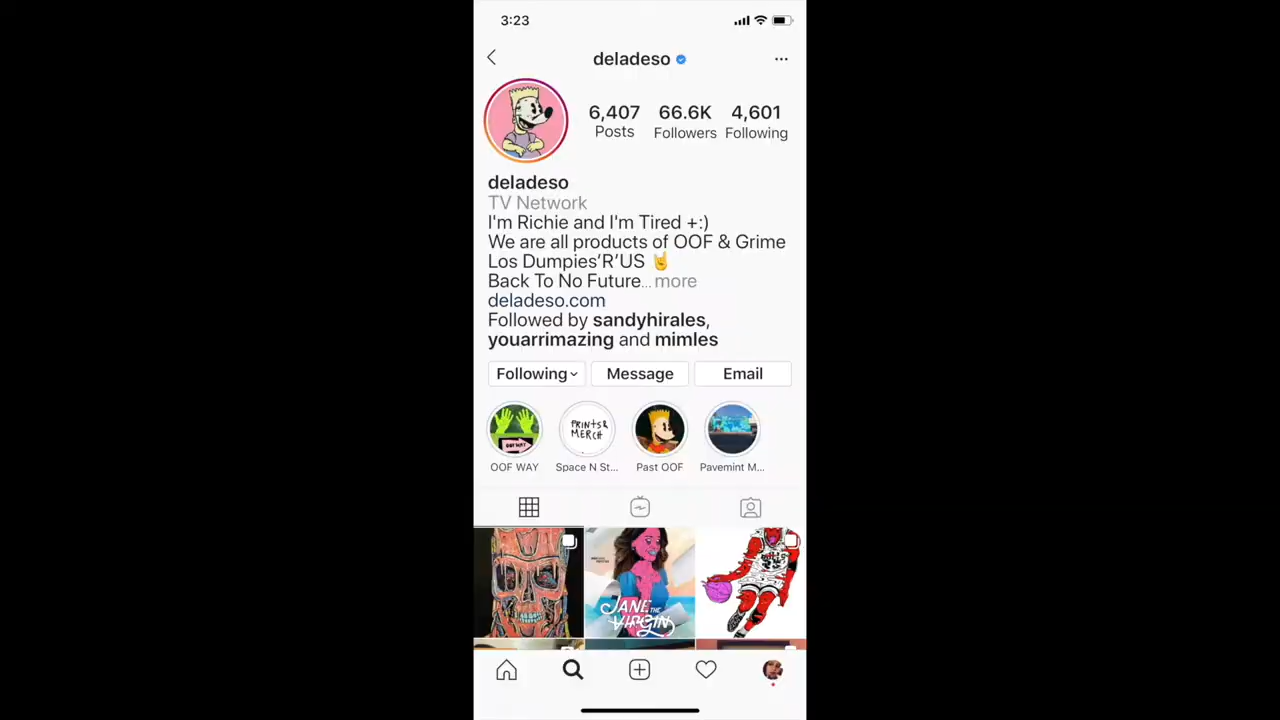 3:23
deladeso
6,407 66.6K 4,601
Posts Followers Following
deladeso
TV Network
I'm Richie and I'm Tired +:)
We are all products of OOF & Grime
Los Dumpies'R'US 🤘
Back To No Future... more
deladeso.com
Followed by sandyhirales,
youarrimazing and mimles
Following Message Email
PRINTS&
MERCH
OOF WAY Space N St... Past OOF Pavemint M...
JANE THE
VIRGIN